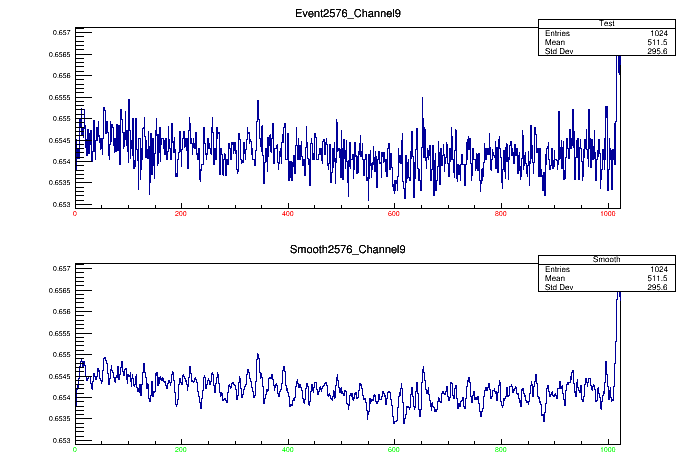 Event2576_Channel9
Test
Entries 1024
Mean 511.5
Std Dev 295.6
0.657
0.6565
0.656
0.6555
0.655
0.6545
0.654
0.6535
0.653
0 200 400 600 800 1000
Smooth2576_Channel9
Smooth
Entries 1024
Mean 511.5
Std Dev 295.6
0.657
0.6565
0.656
0.6555
0.655
0.6545
0.654
0.6535
0.653
0 200 400 600 800 1000